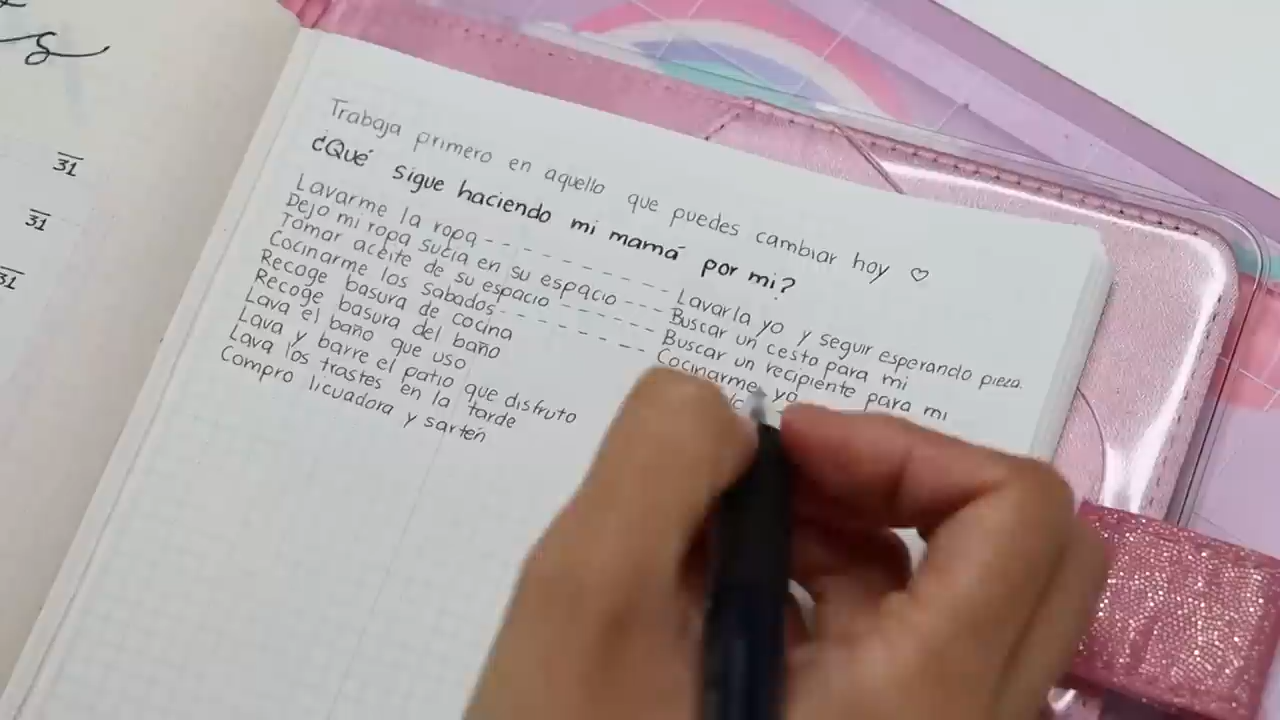 s
31
31
31
Trabaja primero en aquello que puedes cambiar hoy ♡
¿Qué sigue haciendo mi mamá por mi?
Lavarme la ropa - - - - - - - - - - Lavarla yo y seguir esperando pieza.
Dejo mi ropa sucia en su espacio - - - - Buscar un cesto para mi
Tomar aceite de su espacio - - - - - - Buscar un recipiente para mi
Cocinarme los sabados - - - - - - - - - Cocinarme yo
Recoge basura de cocina
Recoge basura del baño
Lava el baño que uso
Lava y barre el patio que disfruto
Lava los trastes en la tarde
Compro licuadora y sartén